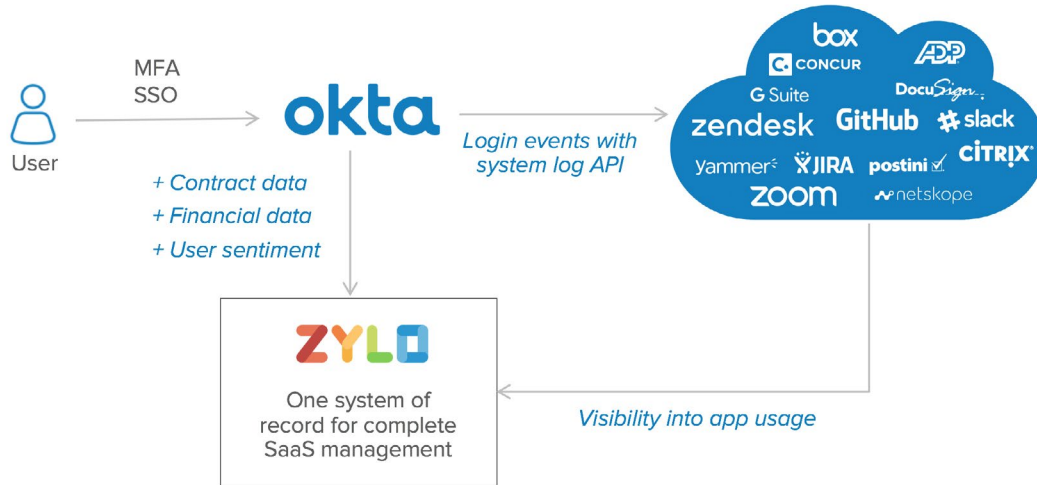 MFA
SSO
User
okta
Login events with
system log API
box
ADP
C. CONCUR
G Suite
DocuSign
zendesk
GitHub
slack
yammer
JIRA
postini
CİTRIX
zoom
netskope
+ Contract data
+ Financial data
+ User sentiment
ZYLO
One system of
record for complete
SaaS management
Visibility into app usage